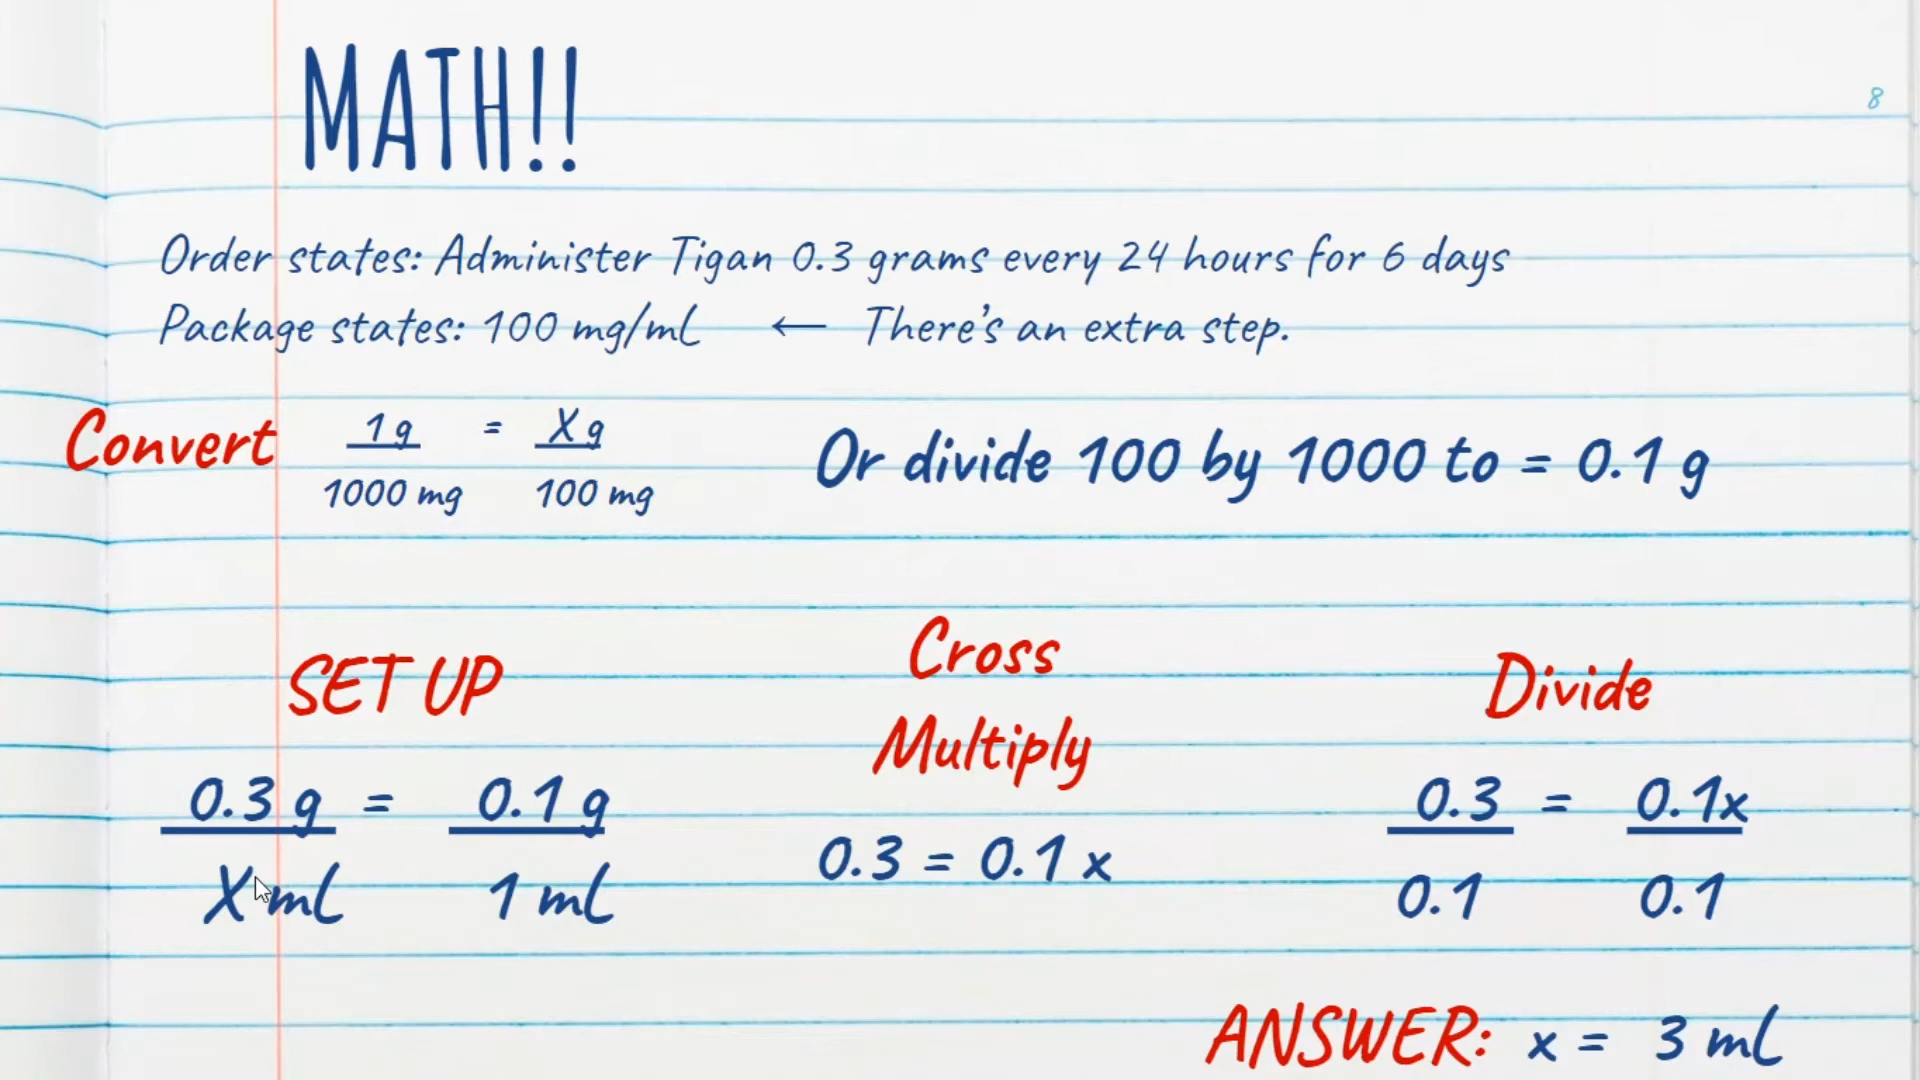 MATH!!
8
Order states: Administer Tigan 0.3 grams every 24 hours for 6 days
Package states: 100 mg/mL ← There's an extra step.
Convert 1 g = X g
1000 mg 100 mg
Or divide 100 by 1000 to = 0.1 g
SET UP
0.3 g = 0.1 g
X mL 1 mL
Cross
Multiply
0.3 = 0.1 x
Divide
0.3 = 0.1x
0.1 0.1
ANSWER: x = 3 mL